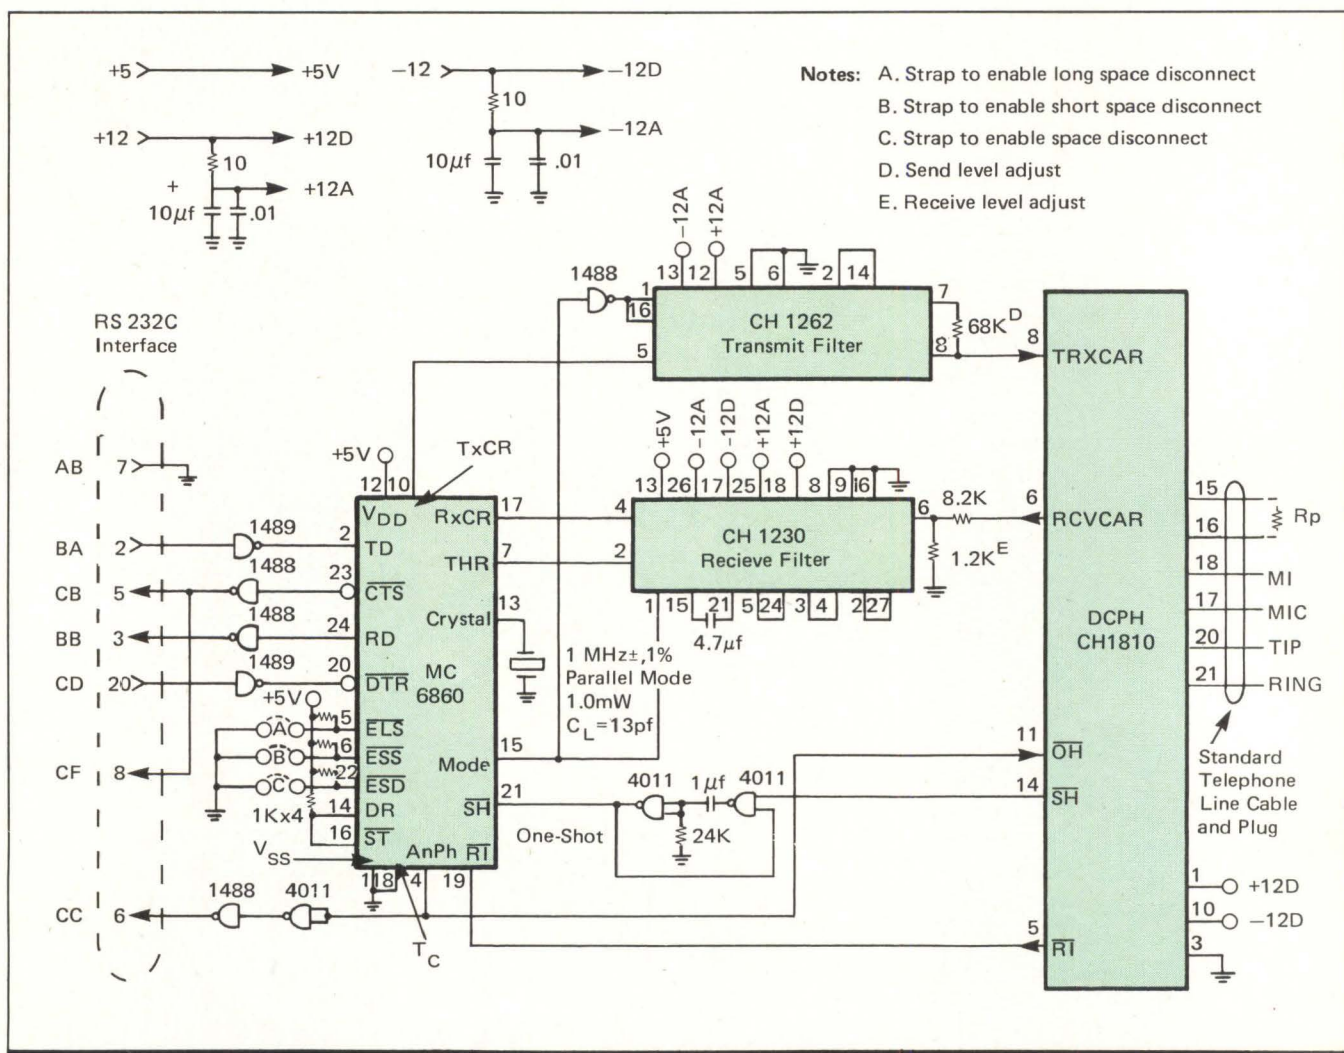 +5 +5V
-12 -12D
10
-12A
10µf .01
+12 +12D
10
+ +12A
10µf .01
Notes: A. Strap to enable long space disconnect
B. Strap to enable short space disconnect
C. Strap to enable space disconnect
D. Send level adjust
E. Receive level adjust
-12A +12A
13 12 5 6 2 14
1488
1
16
5
CH 1262
Transmit Filter
7
8
68K D
8
TRXCAR
RS 232C
Interface
AB 7
BA 2
CB 5
BB 3
CD 20
CF 8
CC 6
1489
1488
1488
1489
+5V
+5V
12 10
TxCR
VDD
2 TD
23 CTS
24 RD
20 DTR
5 ELS
6 ESS
22 ESD
14 DR
16 ST
A
B
C
1Kx4
VSS
RxCR 17
THR 7
Crystal 13
MC
6860
Mode 15
SH 21
AnPh RI
1 18 4 19
TC
1488 4011
1 MHz±,1%
Parallel Mode
1.0mW
CL=13pf
+5V -12A -12D +12A +12D
13 26 17 25 18 8 9 i6
4
2
CH 1230
Recieve Filter
6
8.2K
1.2K E
1 15 21 5 24 3 4 2 27
4.7µf
6
RCVCAR
DCPH
CH1810
15
16
18
17
20
21
Rp
MI
MIC
TIP
RING
Standard
Telephone
Line Cable
and Plug
11
OH
14
SH
4011 1µf 4011
24K
One-Shot
5
RI
1 +12D
10 -12D
3